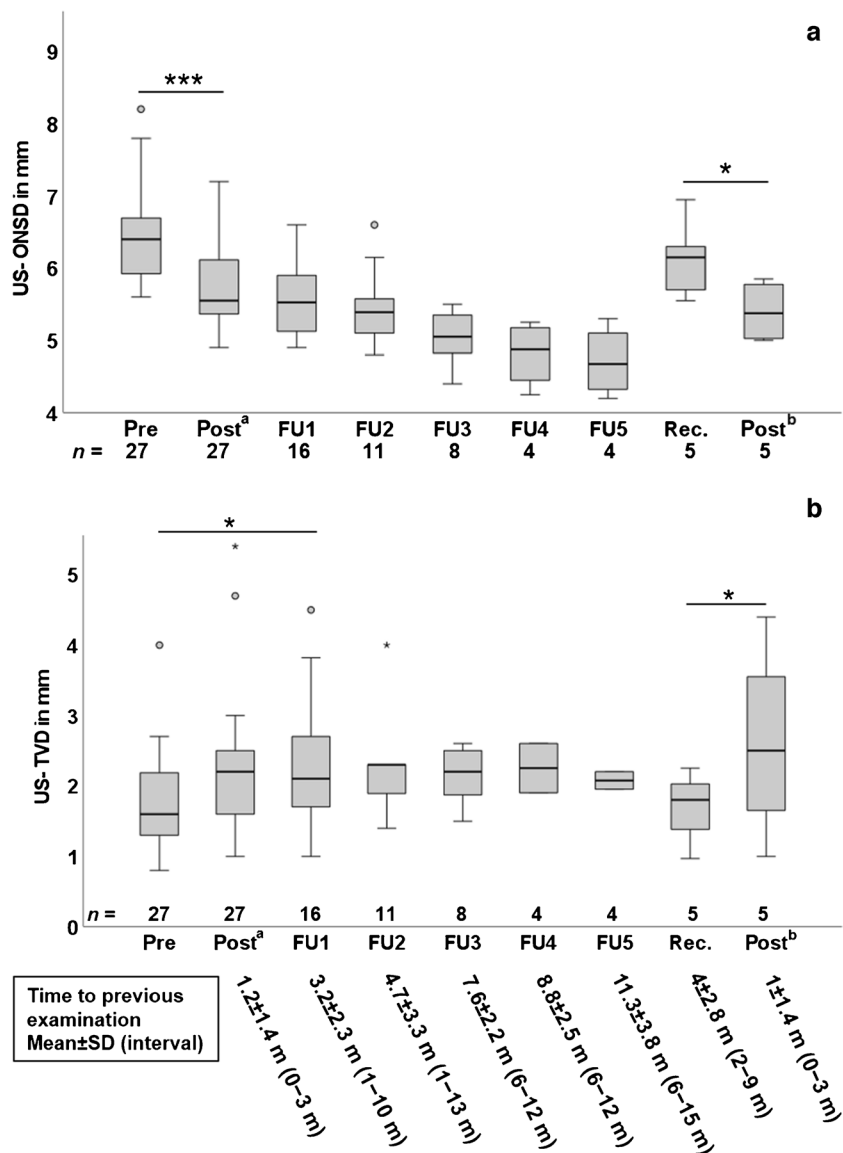 a
9
8
7
6
5
4
US- ONSD in mm
***
*
Pre Postᵃ FU1 FU2 FU3 FU4 FU5 Rec. Postᵇ
n = 27 27 16 11 8 4 4 5 5
b
5
4
3
2
1
0
US- TVD in mm
*
*
n = 27 27 16 11 8 4 4 5 5
Pre Postᵃ FU1 FU2 FU3 FU4 FU5 Rec. Postᵇ
Time to previous
examination
Mean±SD (interval)
1.2±1.4 m (0–3 m)
3.2±2.3 m (1–10 m)
4.7±3.3 m (1–13 m)
7.6±2.2 m (6–12 m)
8.8±2.5 m (6–12 m)
11.3±3.8 m (6–15 m)
4±2.8 m (2–9 m)
1±1.4 m (0–3 m)